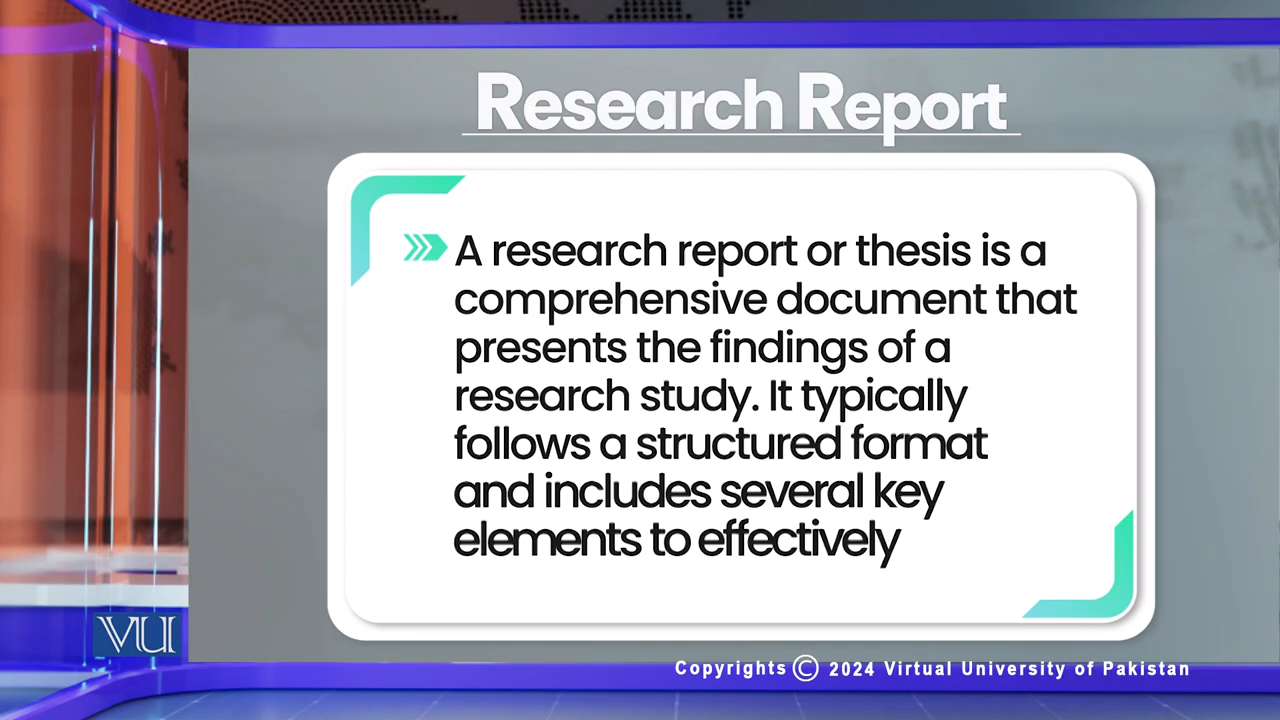 Research Report
A research report or thesis is a
comprehensive document that
presents the findings of a
research study. It typically
follows a structured format
and includes several key
elements to effectively
VU
Copyrights © 2024 Virtual University of Pakistan